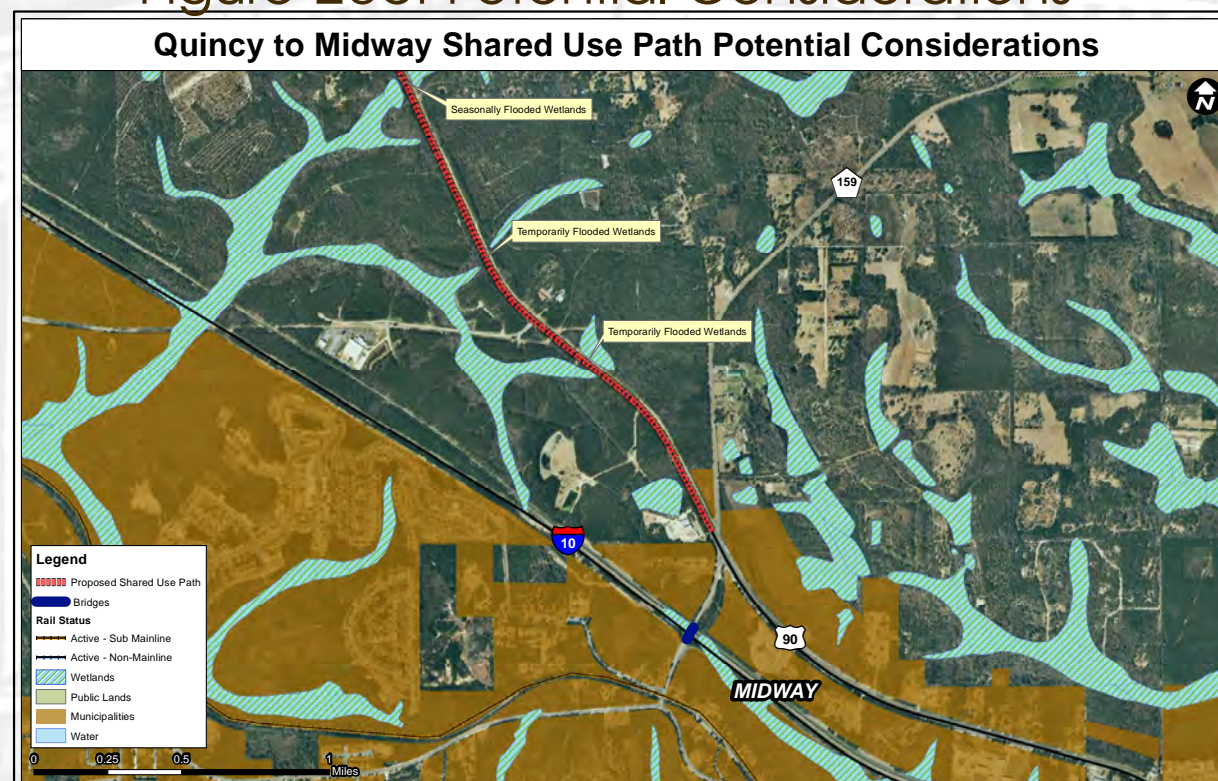 Quincy to Midway Shared Use Path Potential Considerations
N
Seasonally Flooded Wetlands
159
Temporarily Flooded Wetlands
Temporarily Flooded Wetlands
10
90
MIDWAY
Legend
Proposed Shared Use Path
Bridges
Rail Status
Active - Sub Mainline
Active - Non-Mainline
Wetlands
Public Lands
Municipalities
Water
0 0.25 0.5 1
Miles